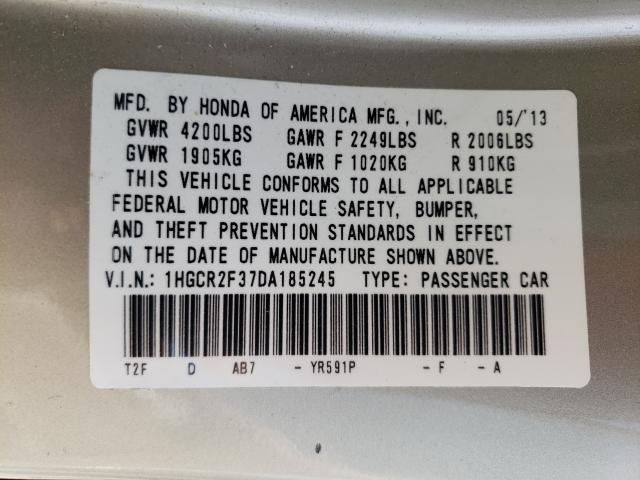 MFD. BY HONDA OF AMERICA MFG., INC. 05/'13
GVWR 4200LBS GAWR F 2249LBS R 2006LBS
GVWR 1905KG GAWR F 1020KG R 910KG
THIS VEHICLE CONFORMS TO ALL APPLICABLE
FEDERAL MOTOR VEHICLE SAFETY, BUMPER,
AND THEFT PREVENTION STANDARDS IN EFFECT
ON THE DATE OF MANUFACTURE SHOWN ABOVE.
V.I.N.: 1HGCR2F37DA185245 TYPE: PASSENGER CAR
T2F D AB7 - YR591P - F - A